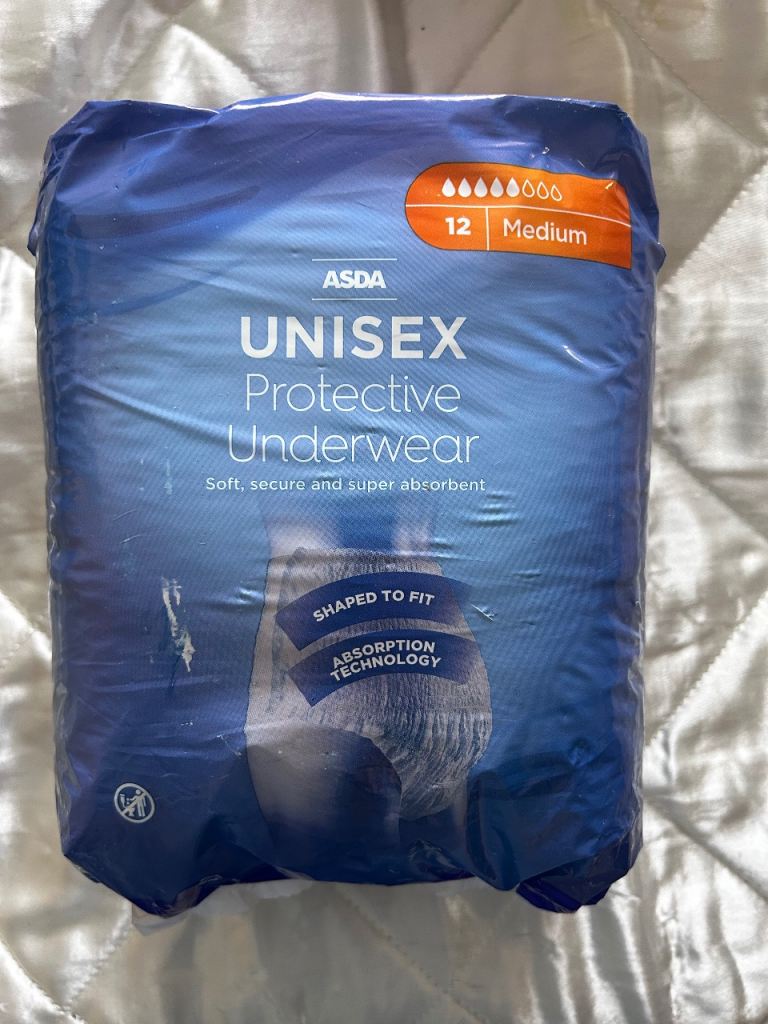 12 Medium
ASDA
UNISEX
Protective
Underwear
Soft, secure and super absorbent
SHAPED TO FIT
ABSORPTION
TECHNOLOGY